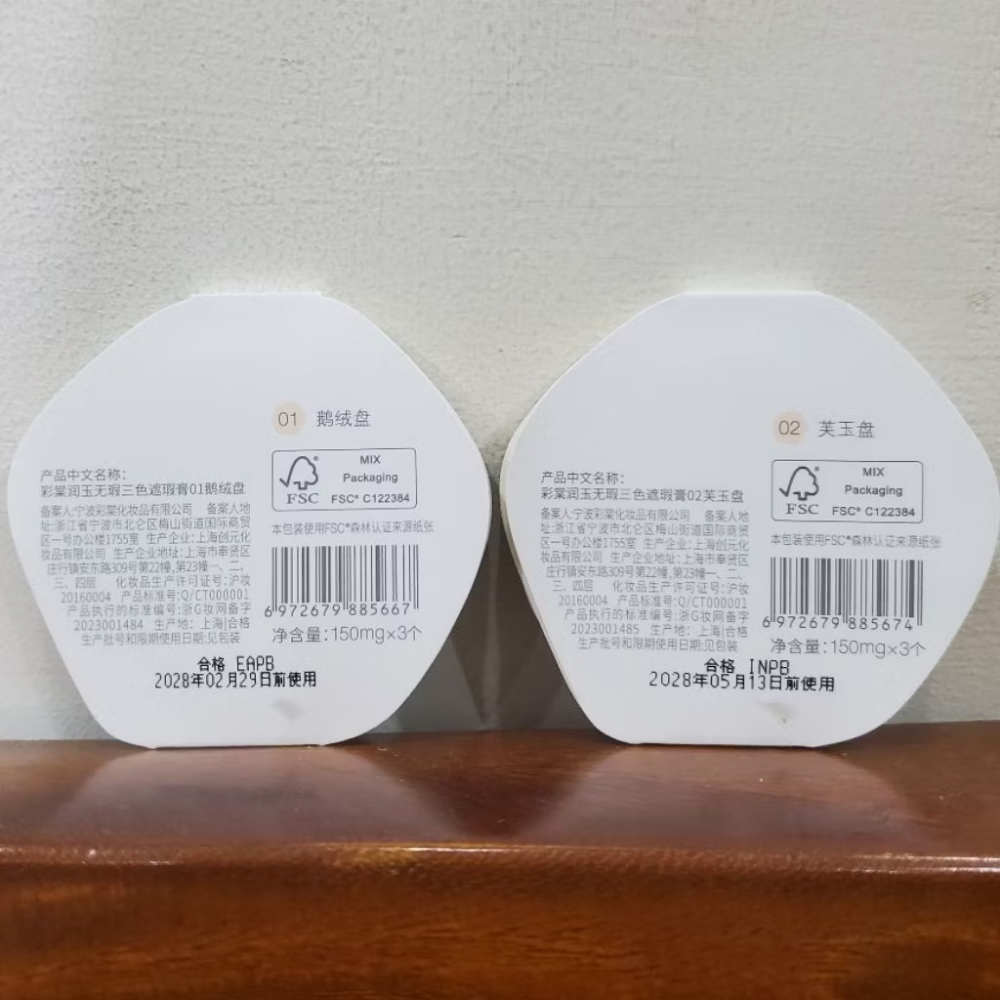 01 鹅绒盘
产品中文名称：
彩棠润玉无瑕三色遮瑕膏01鹅绒盘
备案人:宁波彩棠化妆品有限公司 备案人地
址:浙江省宁波市北仑区梅山街道国际商贸
区一号办公楼1755室 生产企业:上海创元化
妆品有限公司 生产企业地址:上海市奉贤区
庄行镇安东路309号第22幢,第23幢一、二、
三、四层 化妆品生产许可证号:沪妆
20160004 产品标准号:Q/CT000001
产品执行的标准编号:浙G妆网备字
2023001484 生产地: 上海|合格
生产批号和限期使用日期:见包装
MIX
Packaging
FSC
FSC® C122384
本包装使用FSC®森林认证来源纸张
6 972679 885667
净含量: 150mg×3个
合格 EAPB
2028年02月29日前使用
02 芙玉盘
产品中文名称:
彩棠润玉无瑕三色遮瑕膏02芙玉盘
备案人:宁波彩棠化妆品有限公司 备案人地
址:浙江省宁波市北仑区梅山街道国际商贸
区一号办公楼1755室 生产企业:上海创元化
妆品有限公司 生产企业地址:上海市奉贤区
庄行镇安东路309号第22幢,第23幢一、二、
三、四层 化妆品生产许可证号:沪妆
20160004 产品标准号:Q/CT000001
产品执行的标准编号:浙G妆网备字
2023001485 生产地: 上海|合格
生产批号和限期使用日期:见包装
MIX
Packaging
FSC
FSC® C122384
本包装使用FSC®森林认证来源纸张
6 972679 885674
净含量: 150mg×3个
合格 INPB
2028年05月13日前使用